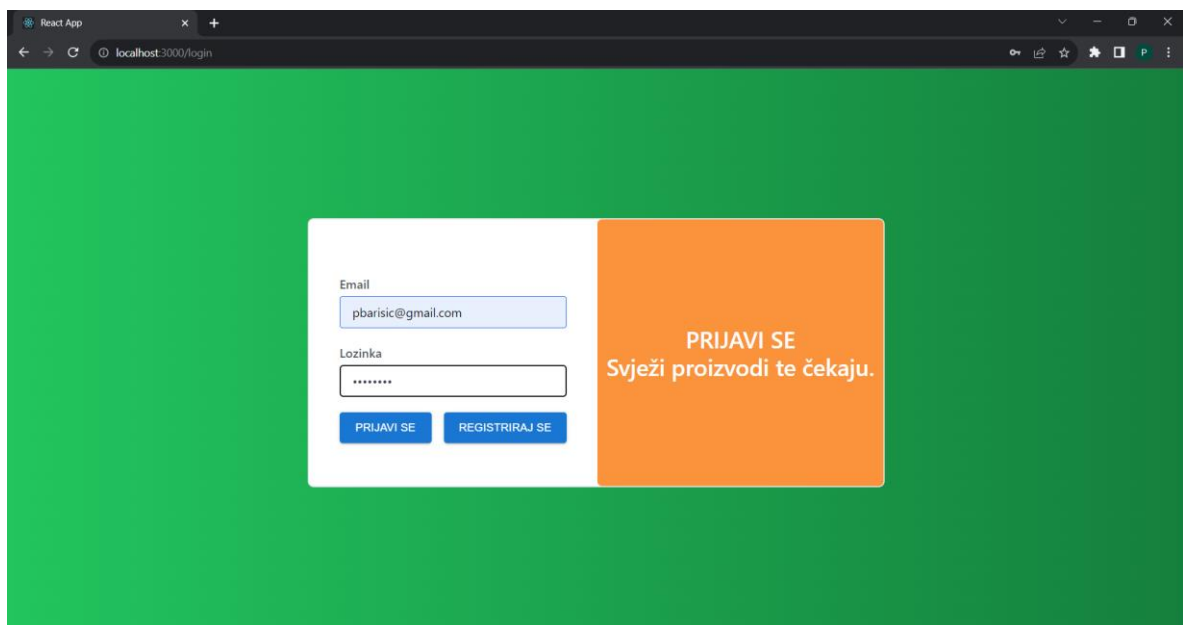 React App
localhost:3000/login
P
Email
pbarisic@gmail.com
Lozinka
••••••••
PRIJAVI SE
REGISTRIRAJ SE
PRIJAVI SE
Svježi proizvodi te čekaju.